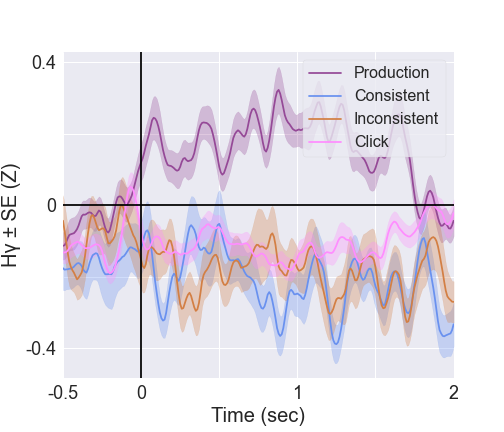 Production
Consistent
Inconsistent
Click
0.4
0
-0.4
Hγ ± SE (Z)
-0.5 0 1 2
Time (sec)